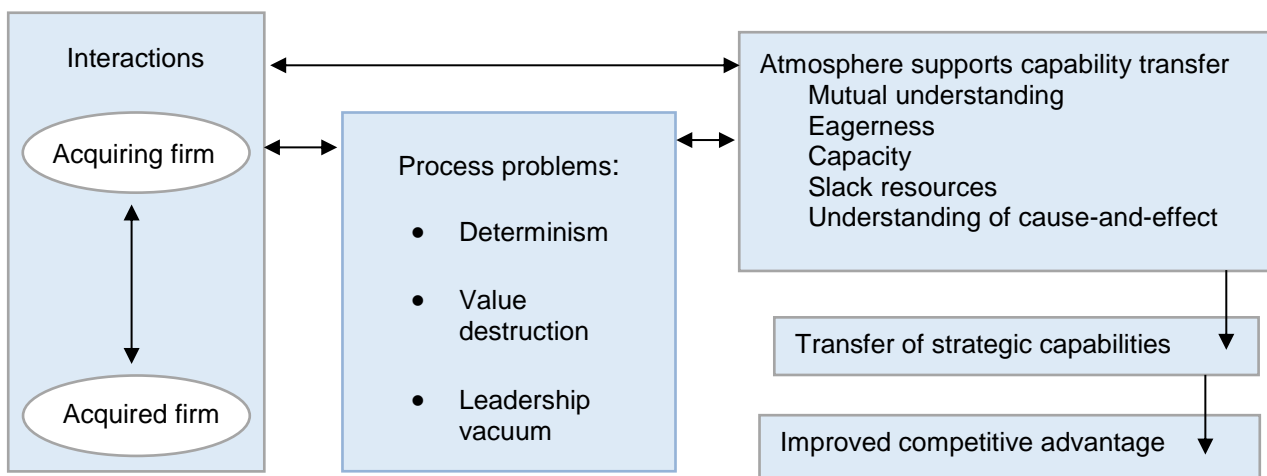 Interactions
Acquiring firm
Acquired firm
Process problems:
• Determinism
• Value
destruction
• Leadership
vacuum
Atmosphere supports capability transfer
Mutual understanding
Eagerness
Capacity
Slack resources
Understanding of cause-and-effect
Transfer of strategic capabilities
Improved competitive advantage